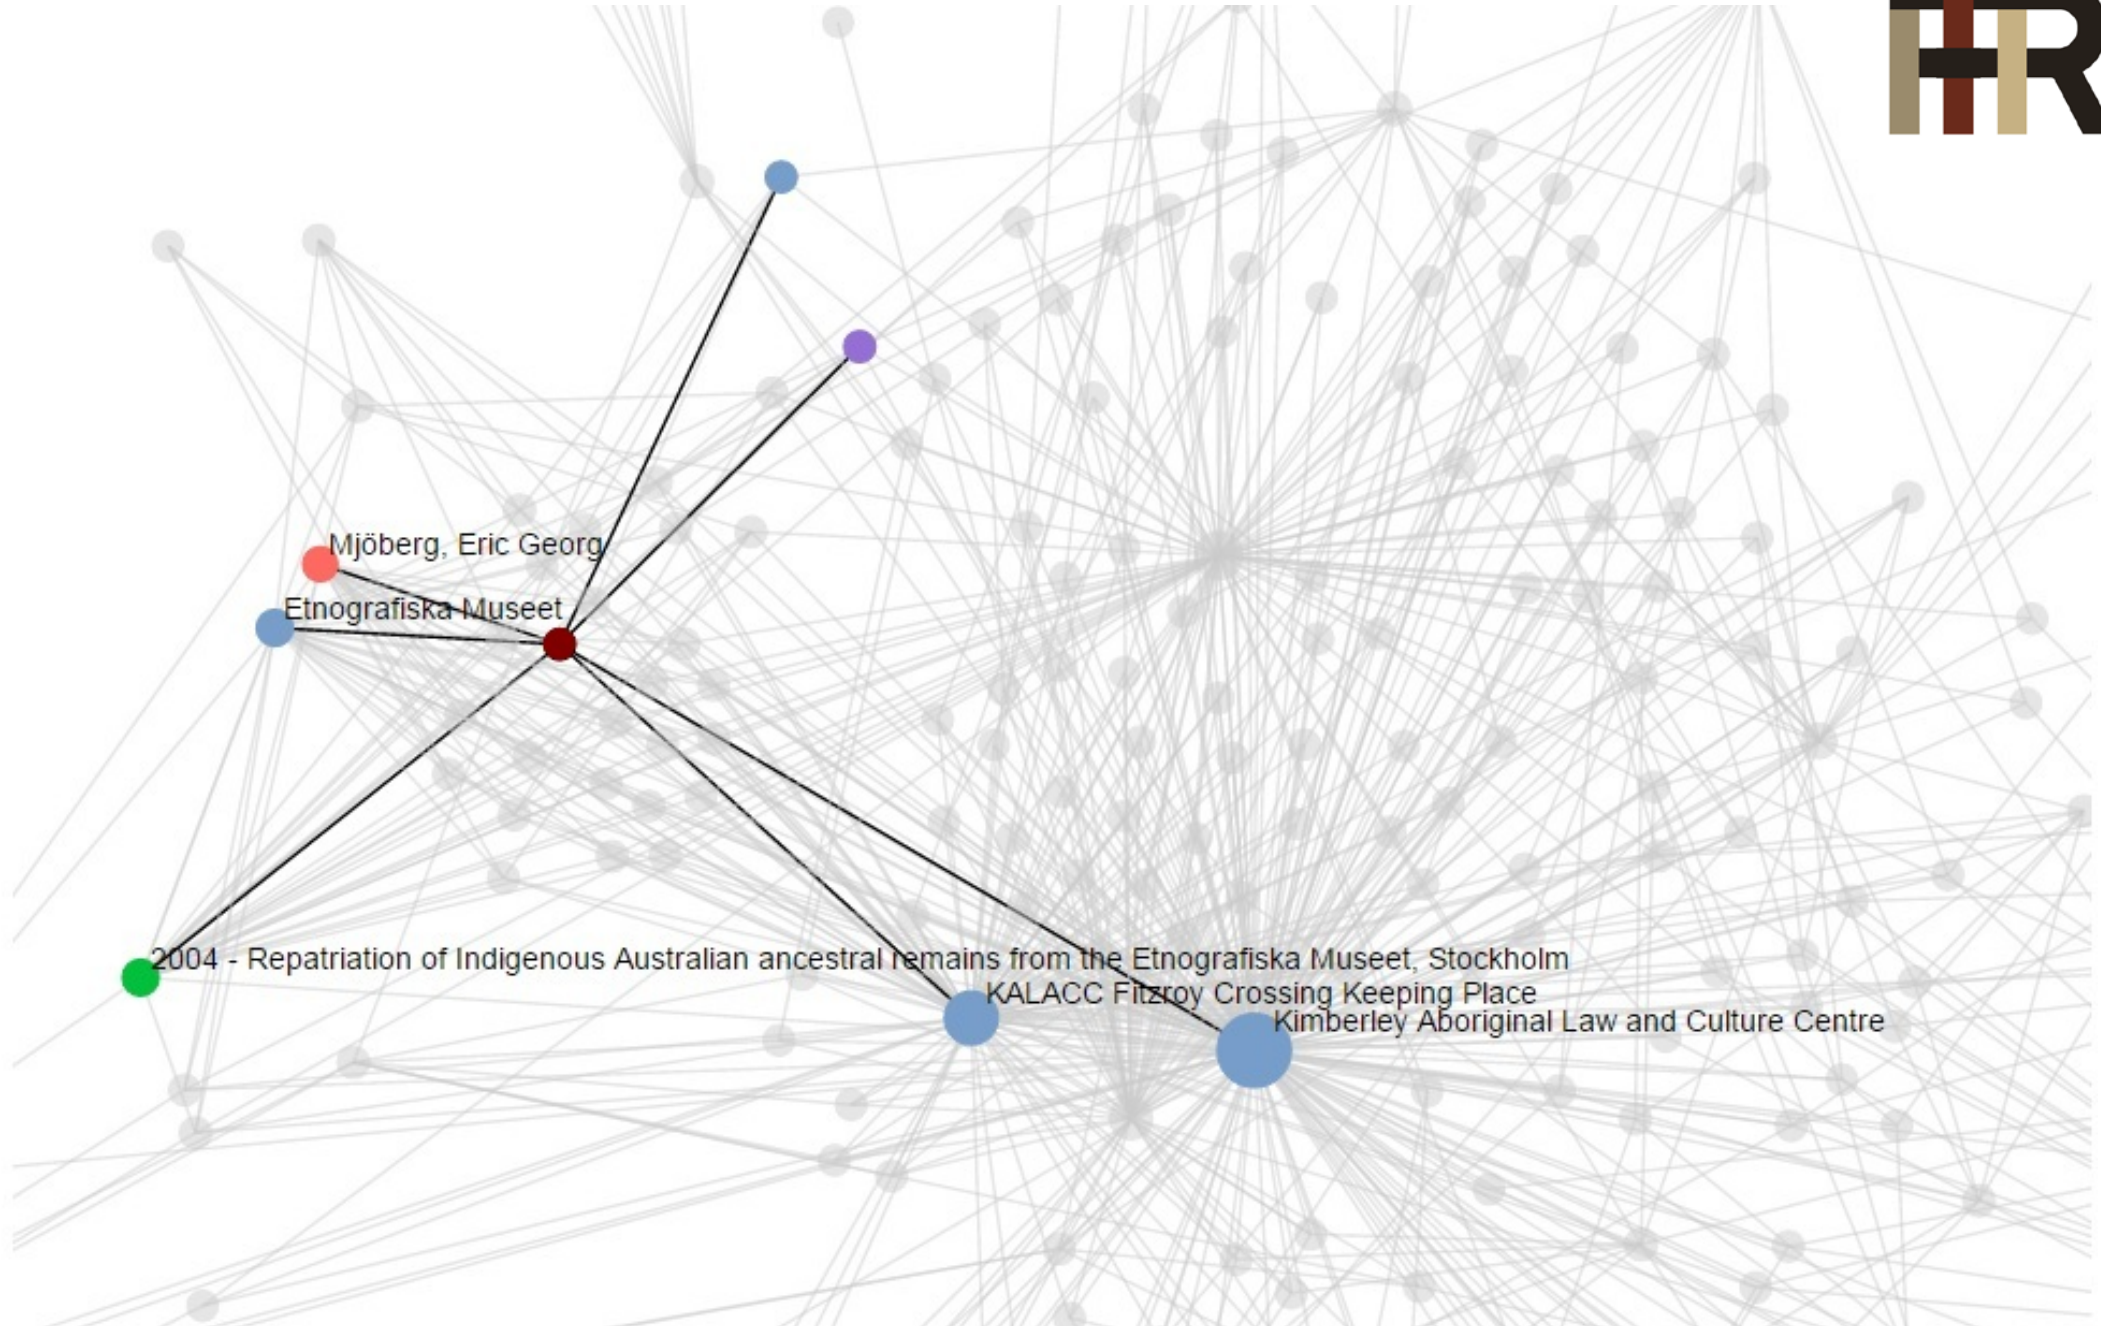 Mjöberg, Eric Georg
Etnografiska Museet
2004 - Repatriation of Indigenous Australian ancestral remains from the Etnografiska Museet, Stockholm
KALACC Fitzroy Crossing Keeping Place
Kimberley Aboriginal Law and Culture Centre